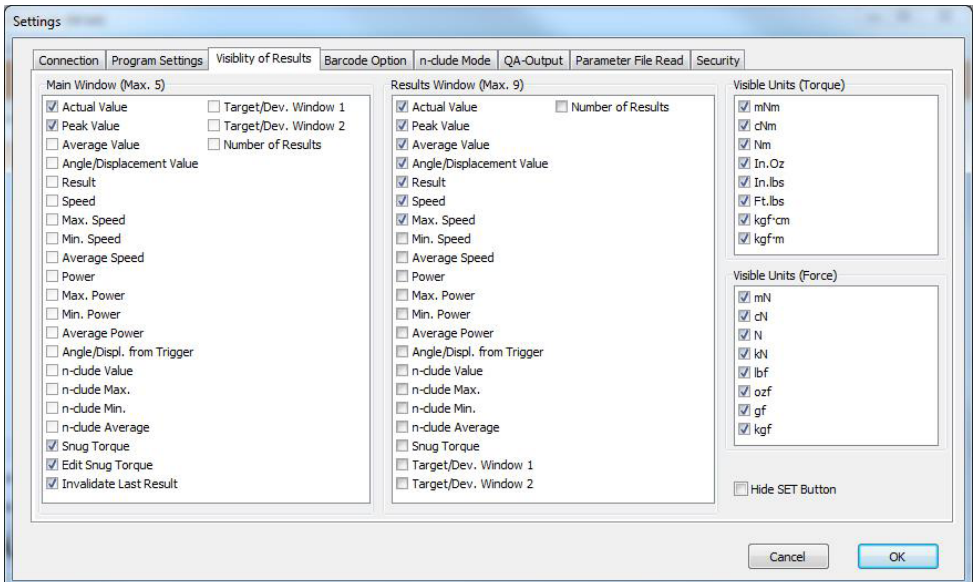 Settings
Connection
Program Settings
Visiblity of Results
Barcode Option
n-clude Mode
QA-Output
Parameter File Read
Security
Main Window (Max. 5)
Actual Value
Peak Value
Average Value
Angle/Displacement Value
Result
Speed
Max. Speed
Min. Speed
Average Speed
Power
Max. Power
Min. Power
Average Power
Angle/Displ. from Trigger
n-clude Value
n-clude Max.
n-clude Min.
n-clude Average
Snug Torque
Edit Snug Torque
Invalidate Last Result
Target/Dev. Window 1
Target/Dev. Window 2
Number of Results
Results Window (Max. 9)
Actual Value
Peak Value
Average Value
Angle/Displacement Value
Result
Speed
Max. Speed
Min. Speed
Average Speed
Power
Max. Power
Min. Power
Average Power
Angle/Displ. from Trigger
n-clude Value
n-clude Max.
n-clude Min.
n-clude Average
Snug Torque
Target/Dev. Window 1
Target/Dev. Window 2
Number of Results
Visible Units (Torque)
mNm
cNm
Nm
In.Oz
In.lbs
Ft.lbs
kgf·cm
kgf·m
Visible Units (Force)
mN
cN
N
kN
lbf
ozf
gf
kgf
Hide SET Button
Cancel
OK